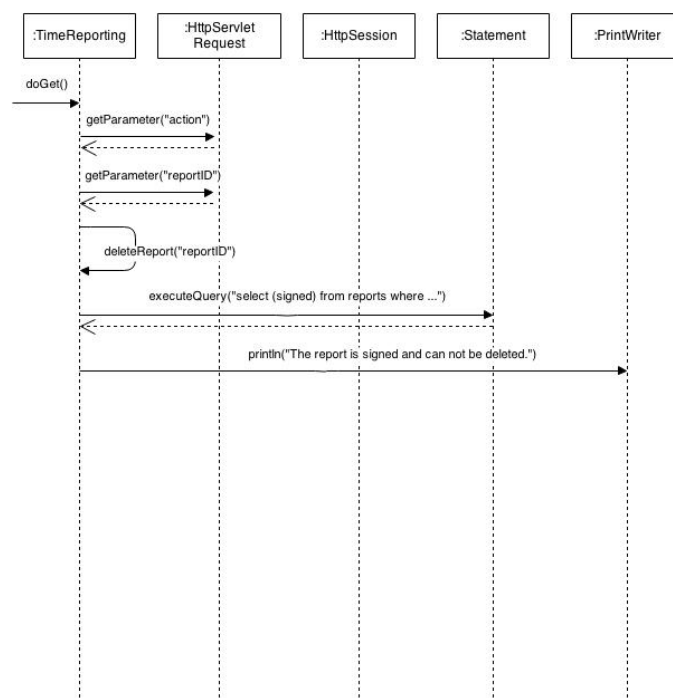 :TimeReporting
:HttpServlet
Request
:HttpSession
:Statement
:PrintWriter
doGet()
getParameter("action")
getParameter("reportID")
deleteReport("reportID")
executeQuery("select (signed) from reports where ...")
println("The report is signed and can not be deleted.")